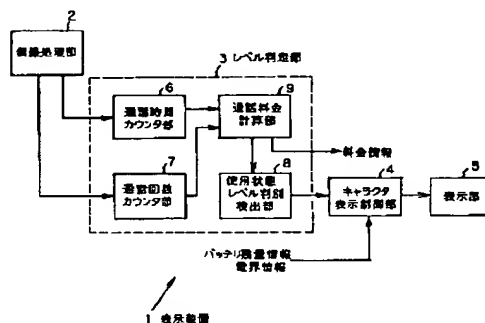 2
無線処理部
3 レベル判定部
6
通話時間
カウンタ部
9
通話料金
計算部
料金情報
7
通話回数
カウンタ部
8
使用状態
レベル判別
検出部
4
キャラクタ
表示制御部
5
表示部
バッテリ残量情報
電界情報
1 表示装置